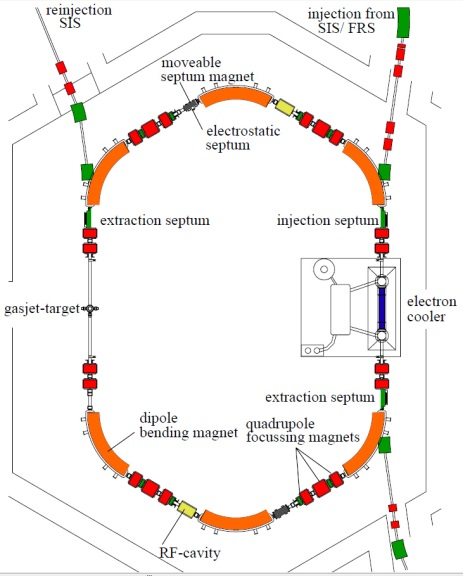 reinjection
SIS
injection from
SIS/ FRS
moveable
septum magnet
electrostatic
septum
extraction septum
injection septum
gasjet-target
electron
cooler
extraction septum
dipole
bending magnet
quadrupole
focussing magnets
RF-cavity